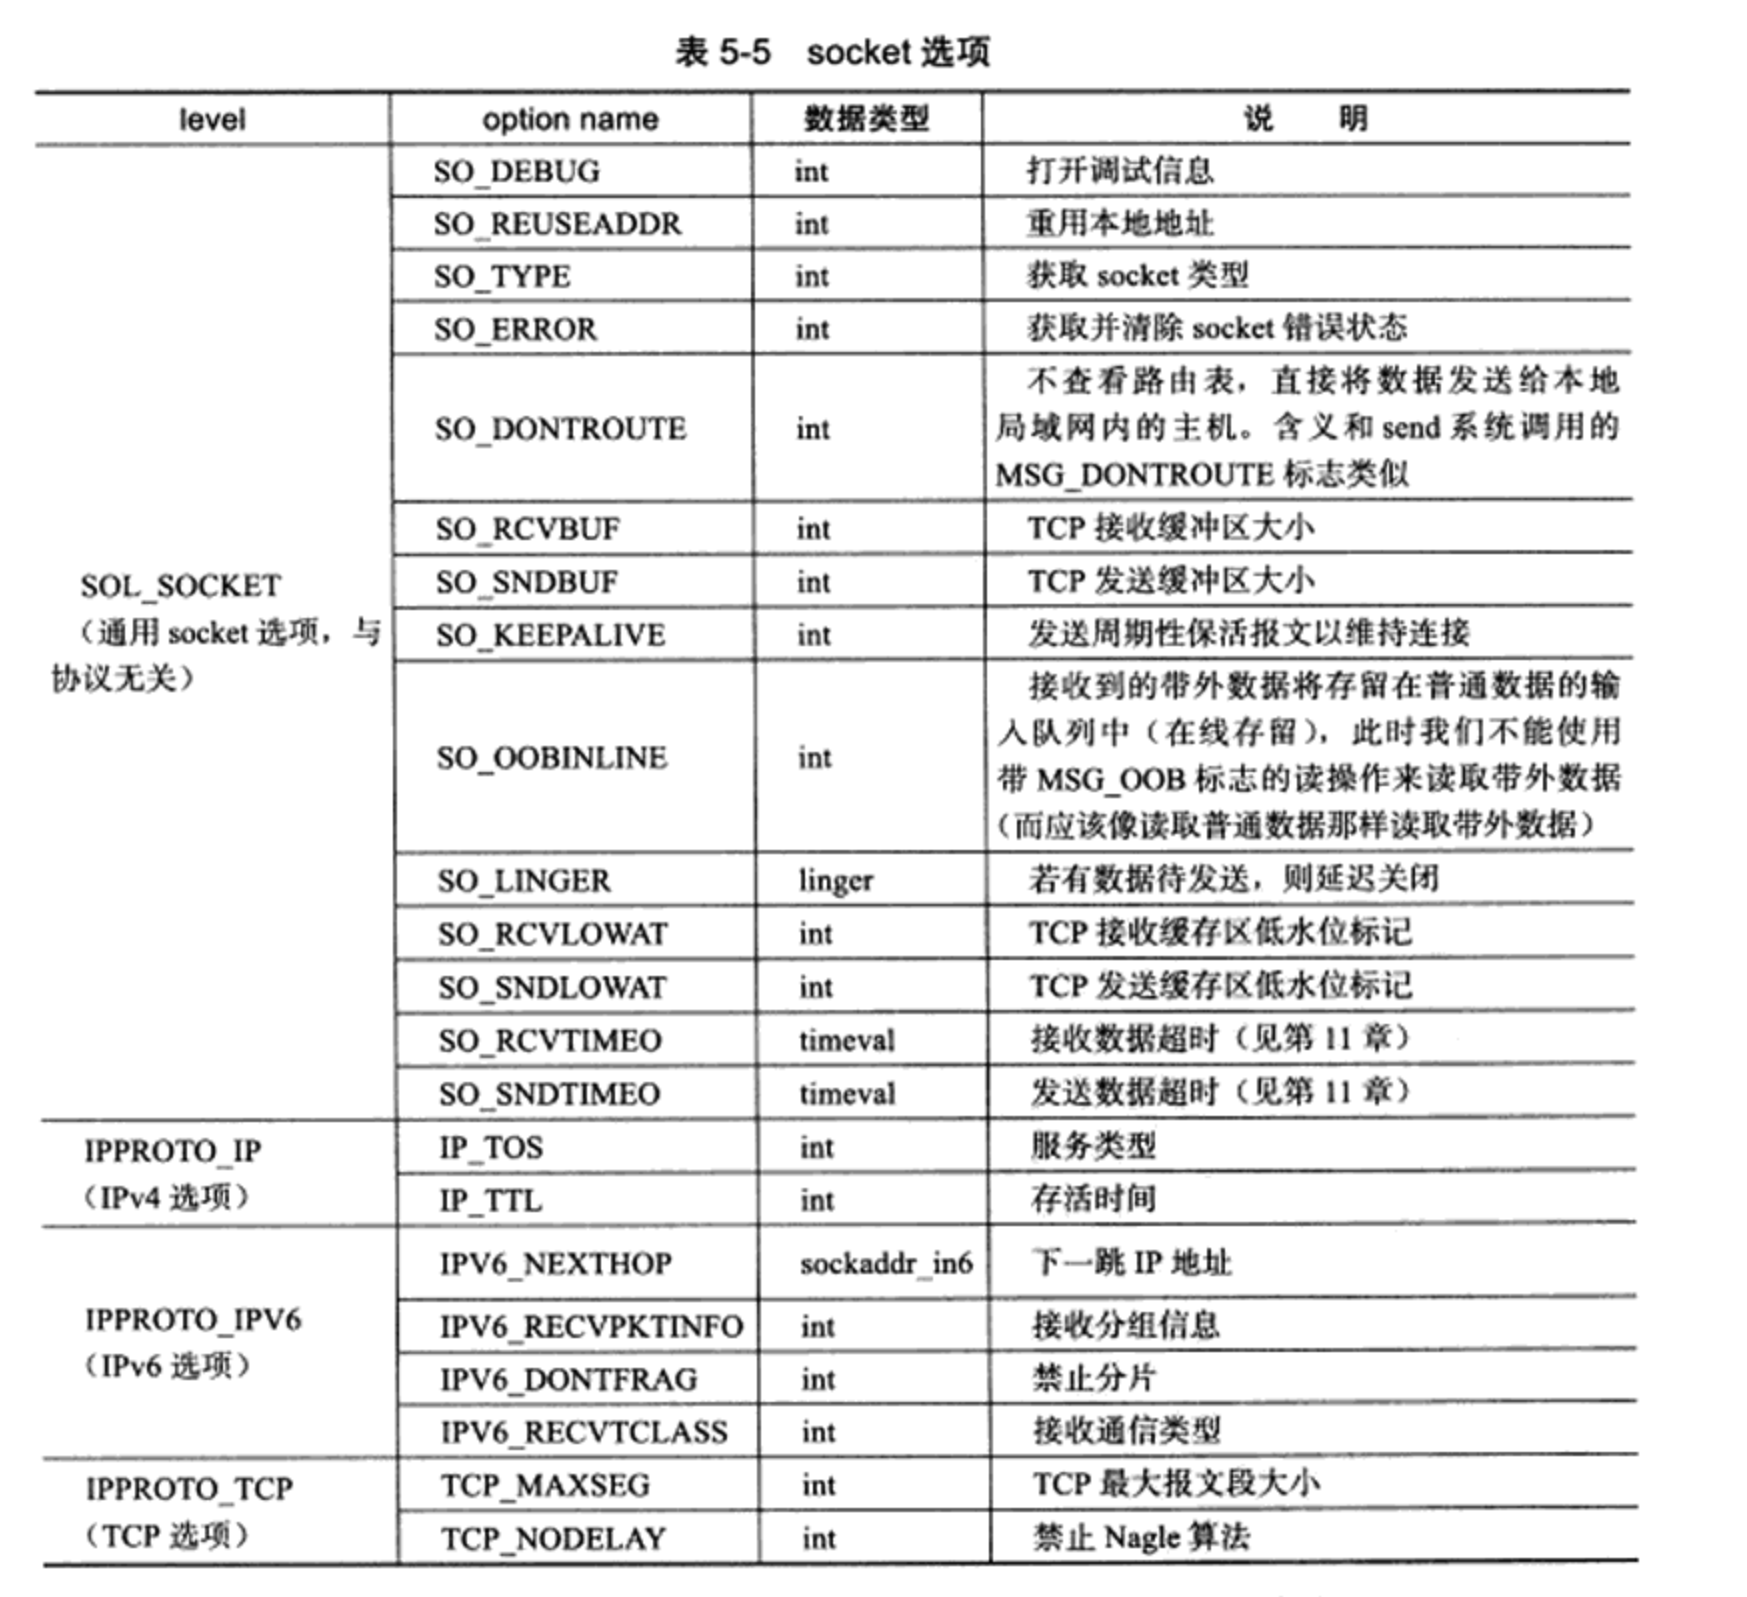 表 5-5 socket 选项
level option name 数据类型 说 明
SOL_SOCKET
（通用 socket 选项，与
协议无关）
SO_DEBUG int 打开调试信息
SO_REUSEADDR int 重用本地地址
SO_TYPE int 获取 socket 类型
SO_ERROR int 获取并清除 socket 错误状态
SO_DONTROUTE int 不查看路由表，直接将数据发送给本地
局域网内的主机。含义和 send 系统调用的
MSG_DONTROUTE 标志类似
SO_RCVBUF int TCP 接收缓冲区大小
SO_SNDBUF int TCP 发送缓冲区大小
SO_KEEPALIVE int 发送周期性保活报文以维持连接
SO_OOBINLINE int 接收到的带外数据将存留在普通数据的输
入队列中（在线存留），此时我们不能使用
带 MSG_OOB 标志的读操作来读取带外数据
（而应该像读取普通数据那样读取带外数据）
SO_LINGER linger 若有数据待发送，则延迟关闭
SO_RCVLOWAT int TCP 接收缓存区低水位标记
SO_SNDLOWAT int TCP 发送缓存区低水位标记
SO_RCVTIMEO timeval 接收数据超时（见第 11 章）
SO_SNDTIMEO timeval 发送数据超时（见第 11 章）
IPPROTO_IP
（IPv4 选项）
IP_TOS int 服务类型
IP_TTL int 存活时间
IPPROTO_IPV6
（IPv6 选项）
IPV6_NEXTHOP sockaddr_in6 下一跳 IP 地址
IPV6_RECVPKTINFO int 接收分组信息
IPV6_DONTFRAG int 禁止分片
IPV6_RECVTCLASS int 接收通信类型
IPPROTO_TCP
（TCP 选项）
TCP_MAXSEG int TCP 最大报文段大小
TCP_NODELAY int 禁止 Nagle 算法